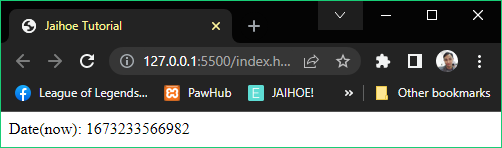 Jaihoe Tutorial
127.0.0.1:5500/index.h...
League of Legends... PawHub E JAIHOE! Other bookmarks
Date(now): 1673233566982